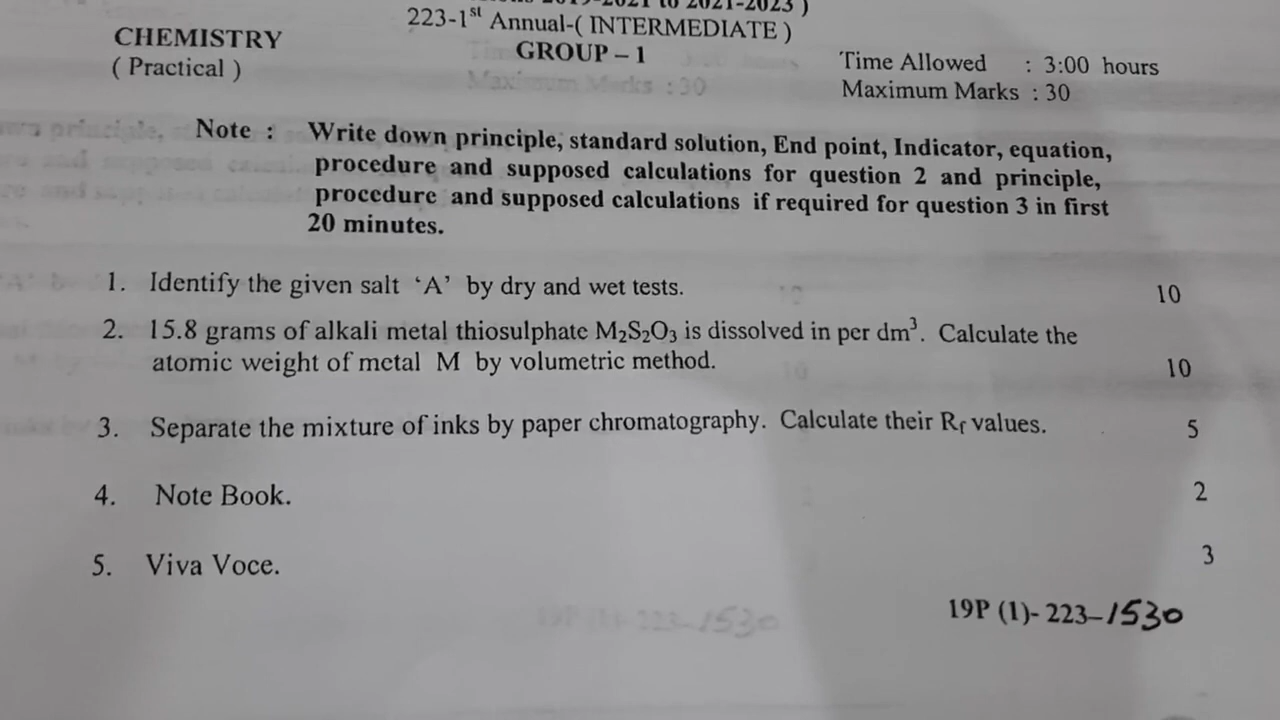 to 2021-2023 )
223-1st Annual-( INTERMEDIATE )
GROUP – 1
CHEMISTRY
( Practical )
Time Allowed : 3:00 hours
Maximum Marks : 30
Note : Write down principle, standard solution, End point, Indicator, equation,
procedure and supposed calculations for question 2 and principle,
procedure and supposed calculations if required for question 3 in first
20 minutes.
1. Identify the given salt ‘A’ by dry and wet tests. 10
2. 15.8 grams of alkali metal thiosulphate M₂S₂O₃ is dissolved in per dm³. Calculate the
atomic weight of metal M by volumetric method. 10
3. Separate the mixture of inks by paper chromatography. Calculate their Rf values. 5
4. Note Book. 2
5. Viva Voce. 3
19P (1)- 223–1530